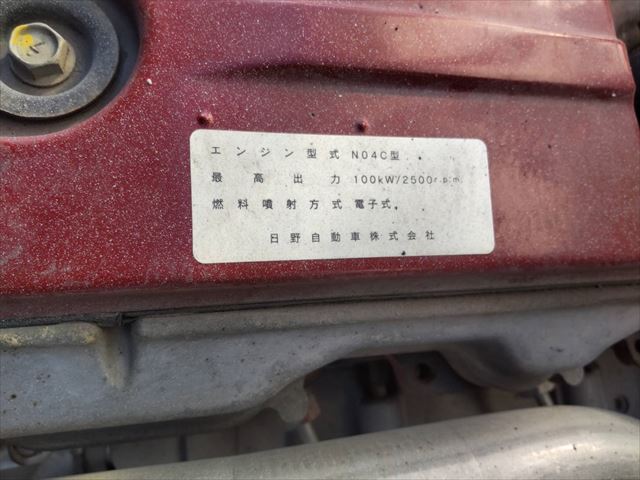 エンジン型式 N04C型
最高出力 100kW/2500r.p.m.
燃料噴射方式 電子式
日野自動車株式会社